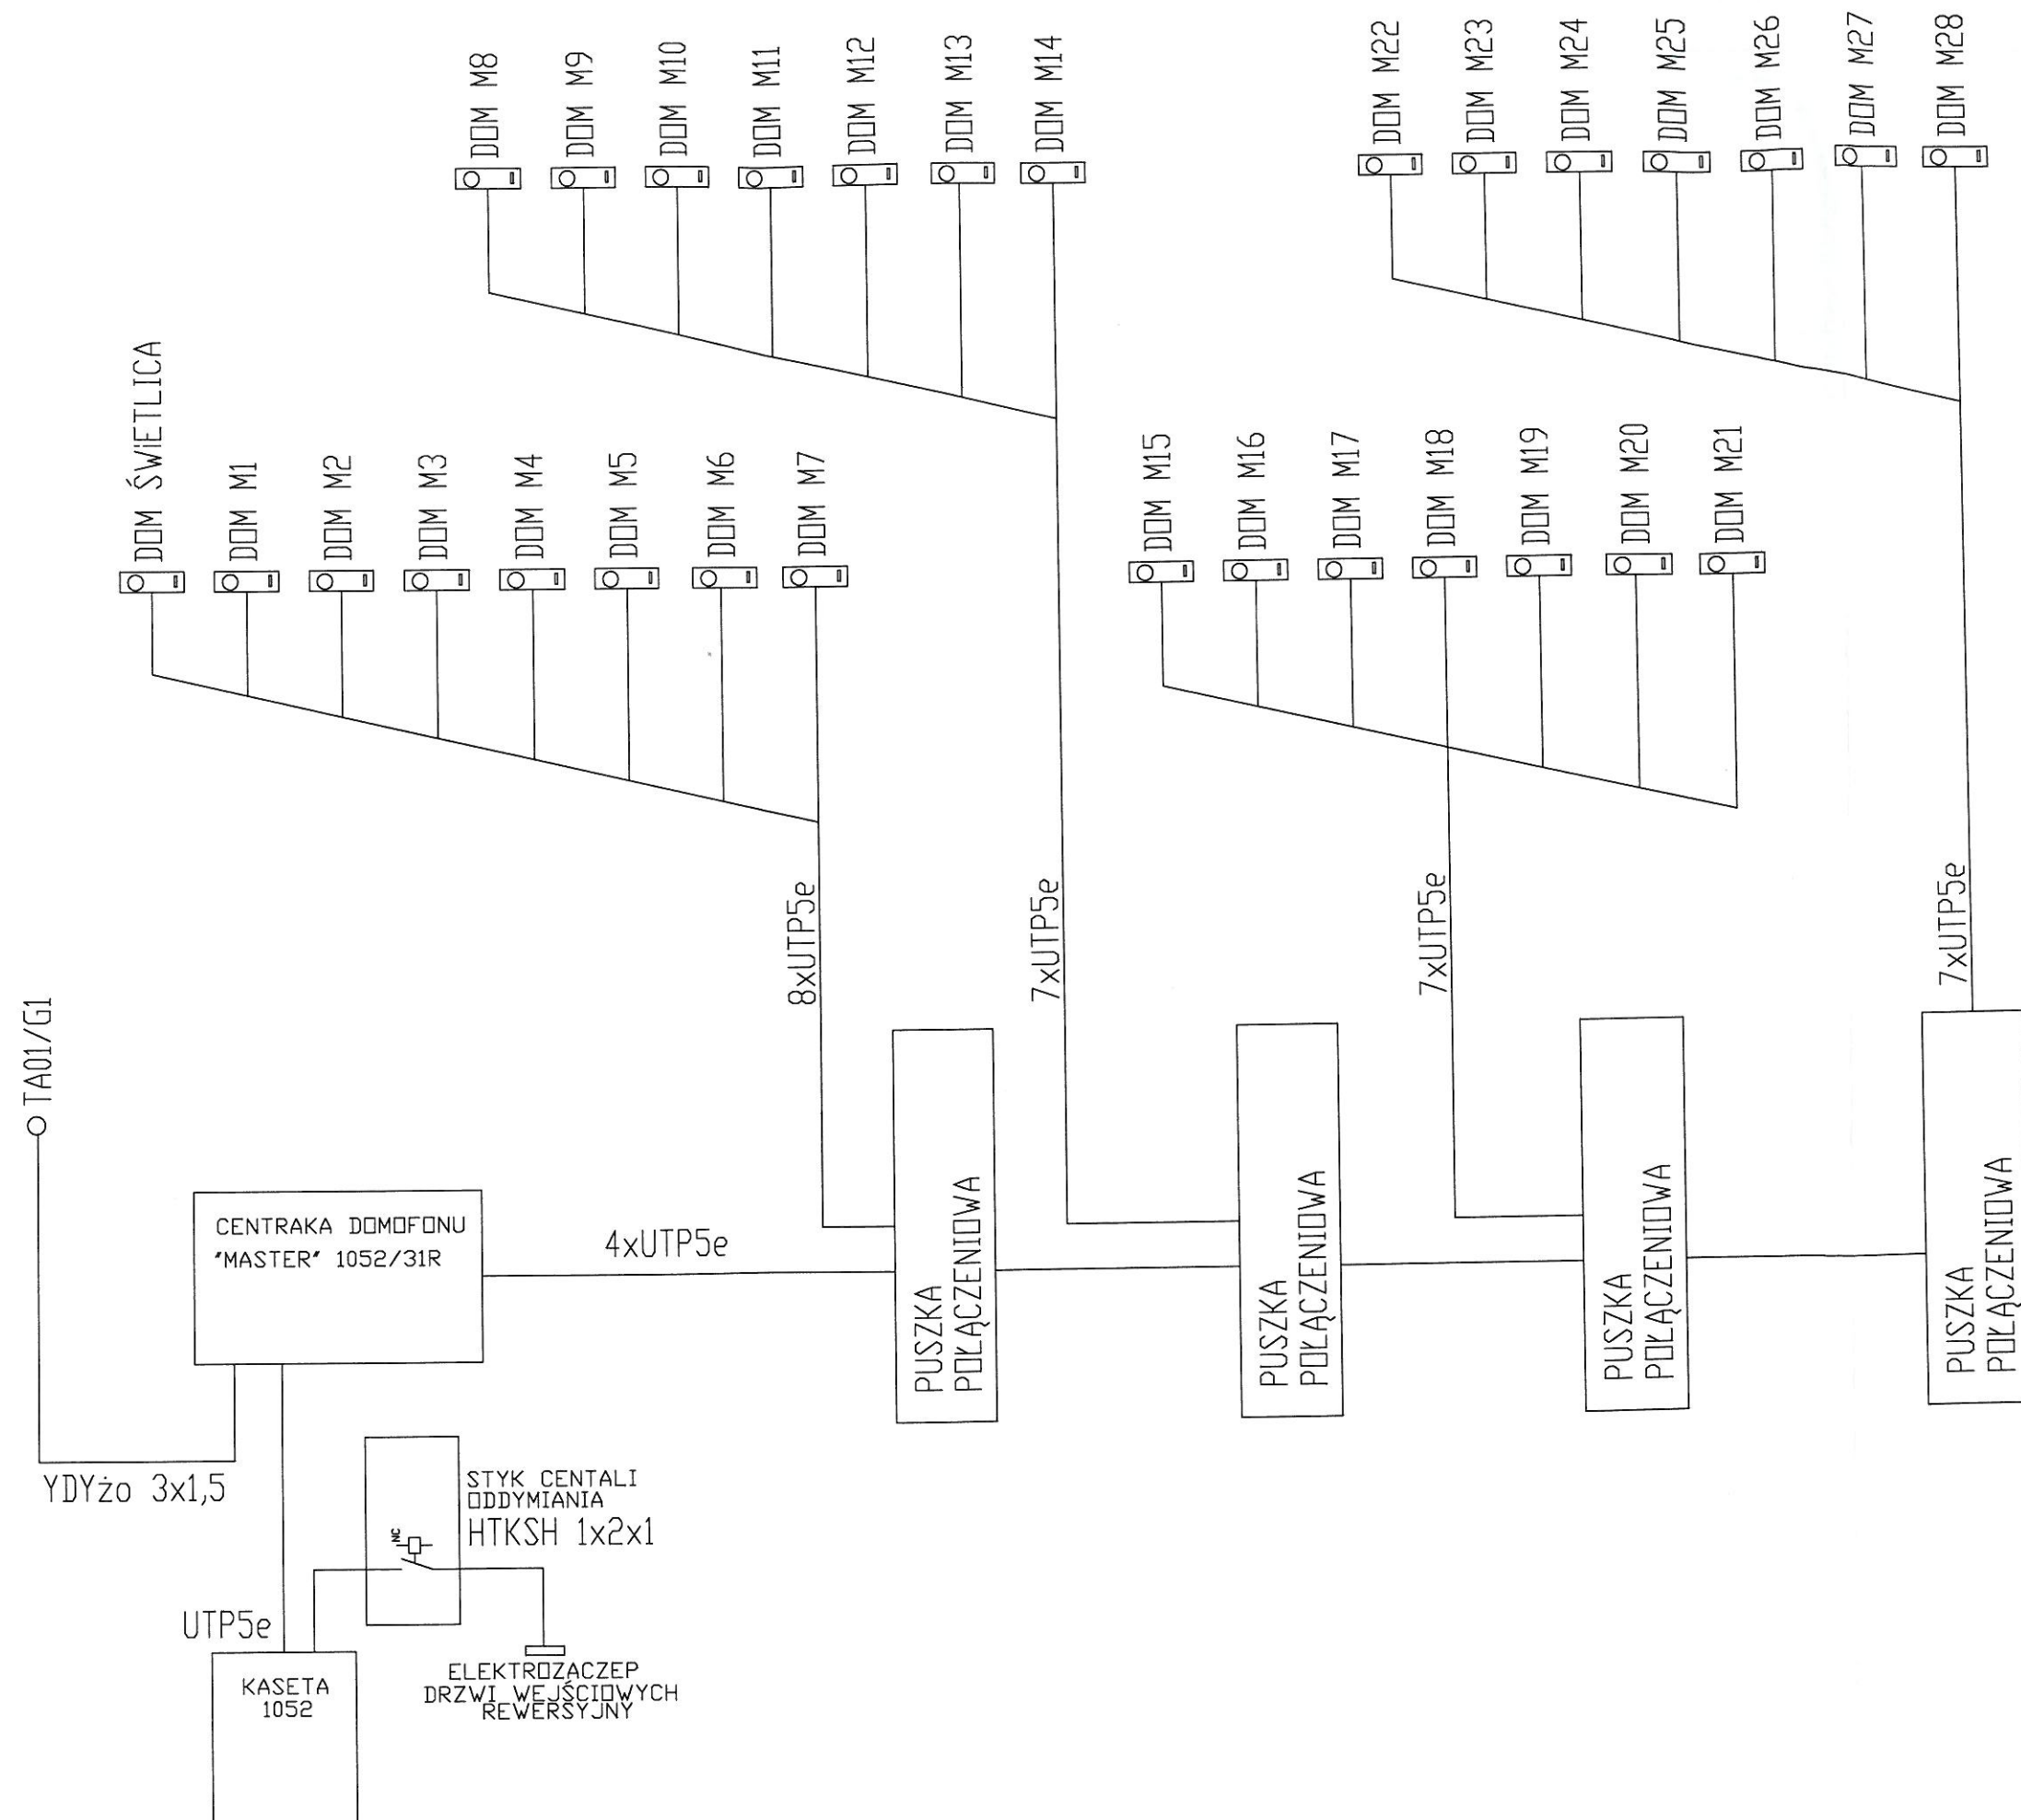 DOM M8
DOM M9
DOM M10
DOM M11
DOM M12
DOM M13
DOM M14
DOM M22
DOM M23
DOM M24
DOM M25
DOM M26
DOM M27
DOM M28
DOM ŚWiETLICA
DOM M1
DOM M2
DOM M3
DOM M4
DOM M5
DOM M6
DOM M7
DOM M15
DOM M16
DOM M17
DOM M18
DOM M19
DOM M20
DOM M21
8xUTP5e
7xUTP5e
7xUTP5e
7xUTP5e
TA01/G1
CENTRAKA DOMOFONU
"MASTER" 1052/31R
4xUTP5e
PUSZKA
POŁĄCZENIOWA
PUSZKA
POŁĄCZENIOWA
PUSZKA
POŁĄCZENIOWA
PUSZKA
POŁĄCZENIOWA
YDYżo 3x1,5
STYK CENTALI
ODDYMIANIA
HTKSH 1x2x1
NC
UTP5e
KASETA
1052
ELEKTROZACZEP
DRZWI WEJŚCIOWYCH
REWERSYJNY